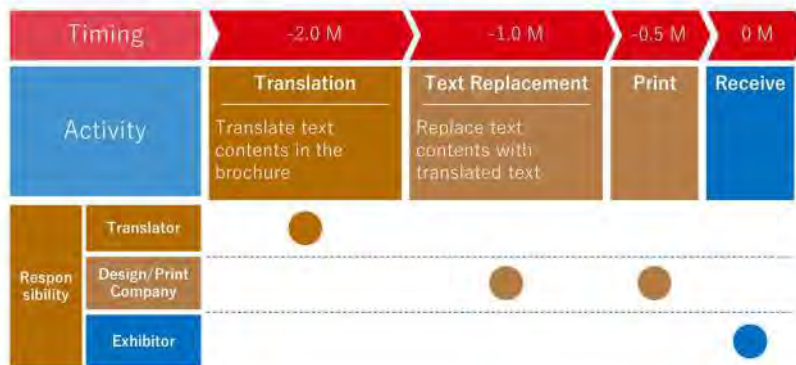 Timing
-2.0 M
-1.0 M
-0.5 M
0 M
Activity
Translation
Translate text
contents in the
brochure
Text Replacement
Replace text
contents with
translated text
Print
Receive
Respon
sibility
Translator
Design/Print
Company
Exhibitor